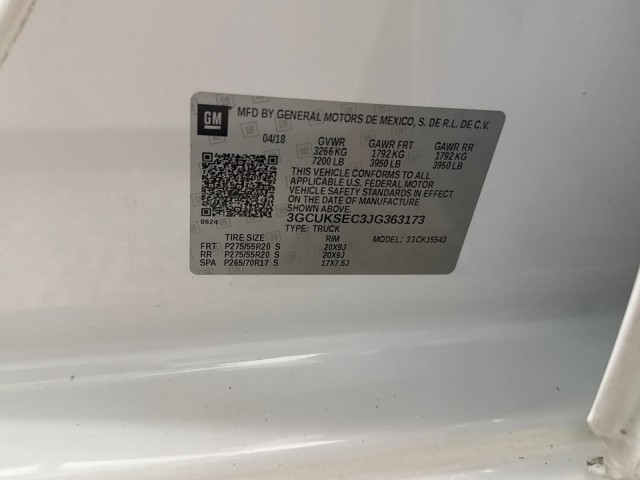 GM
MFD BY GENERAL MOTORS DE MEXICO, S. DE R.L. DE C.V.
04/18 GVWR GAWR FRT GAWR RR
3266 KG 1792 KG 1792 KG
7200 LB 3950 LB 3950 LB
THIS VEHICLE CONFORMS TO ALL
APPLICABLE U.S. FEDERAL MOTOR
VEHICLE SAFETY STANDARDS IN
EFFECT ON THE DATE OF MANUFACTURE
SHOWN ABOVE
8624 3GCUKSEC3JG363173
TYPE: TRUCK
TIRE SIZE RIM MODEL: 33CK15543
FRT P275/55R20 S 20X9J
RR P275/55R20 S 20X9J
SPA P265/70R17 S 17X7.5J